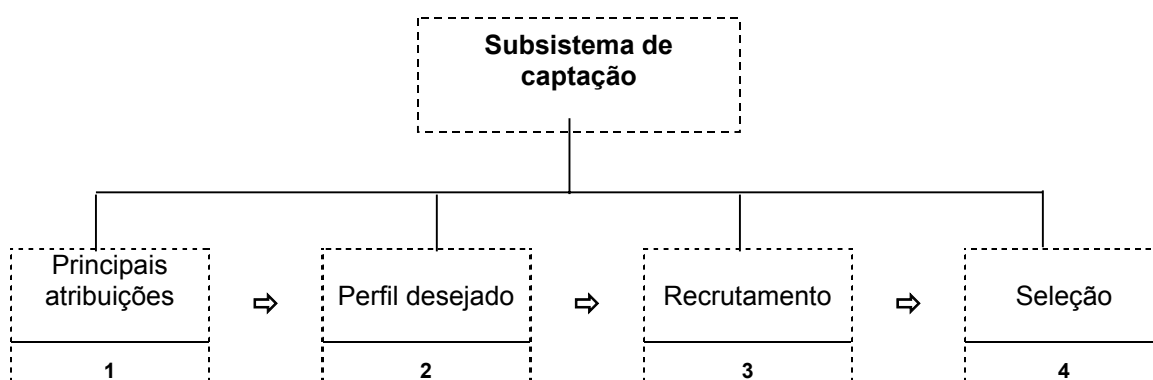 Subsistema de
captação
Principais
atribuições
Perfil desejado
Recrutamento
Seleção
1
2
3
4